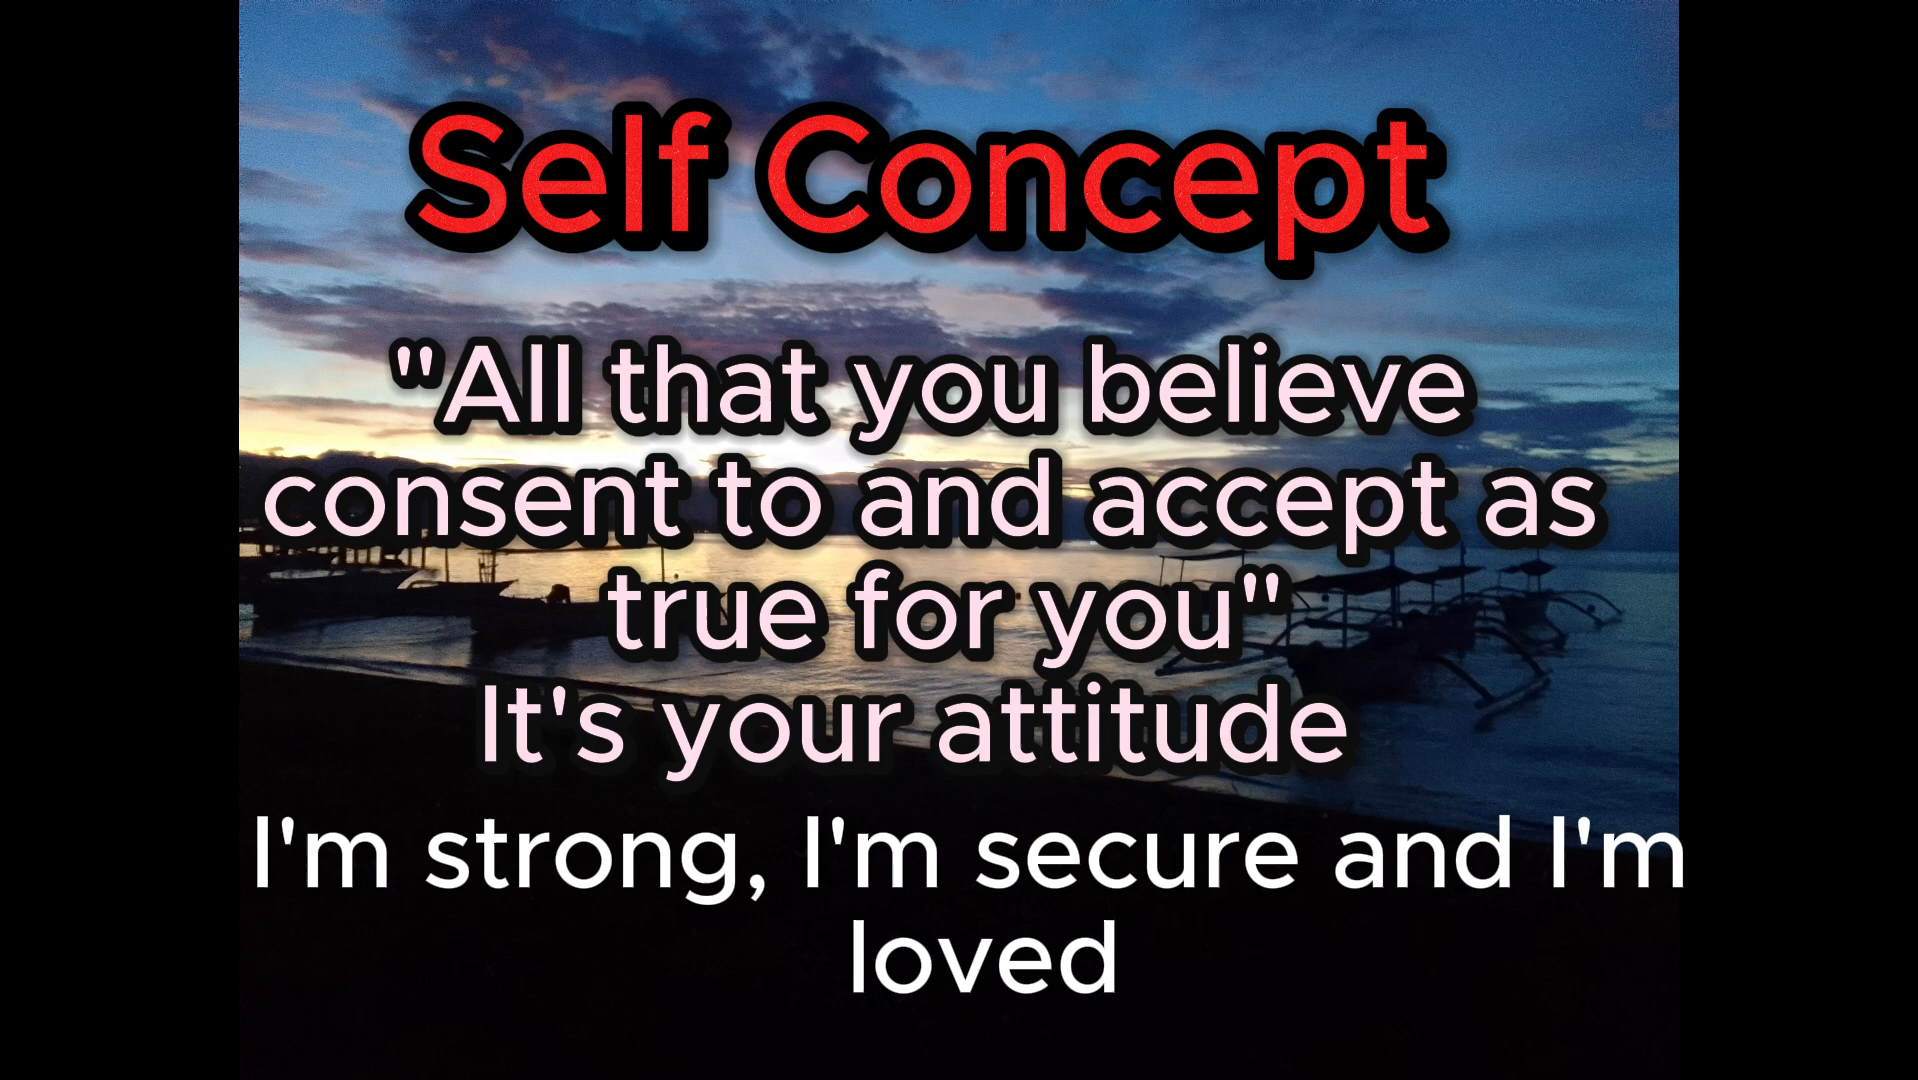 Self Concept
"All that you believe
consent to and accept as
true for you"
It's your attitude
I'm strong, I'm secure and I'm
loved